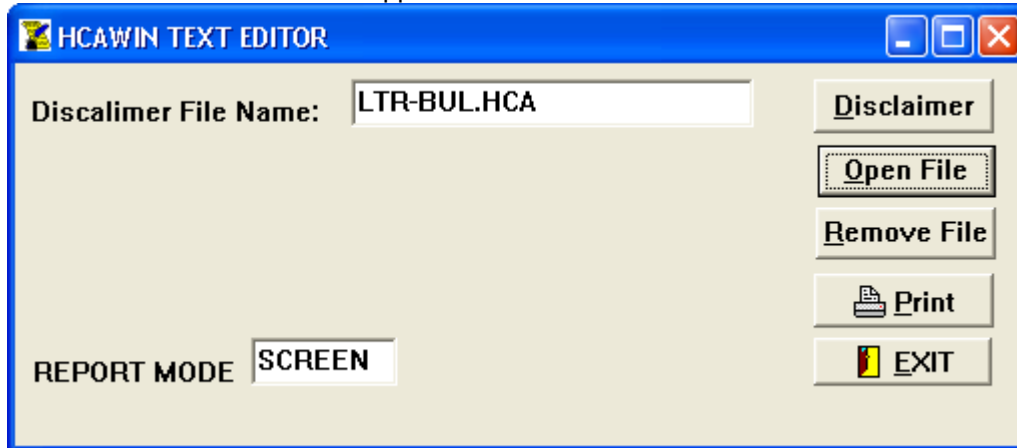 HCAWIN TEXT EDITOR
Discalimer File Name: LTR-BUL.HCA
Disclaimer
Open File
Remove File
Print
REPORT MODE SCREEN
EXIT